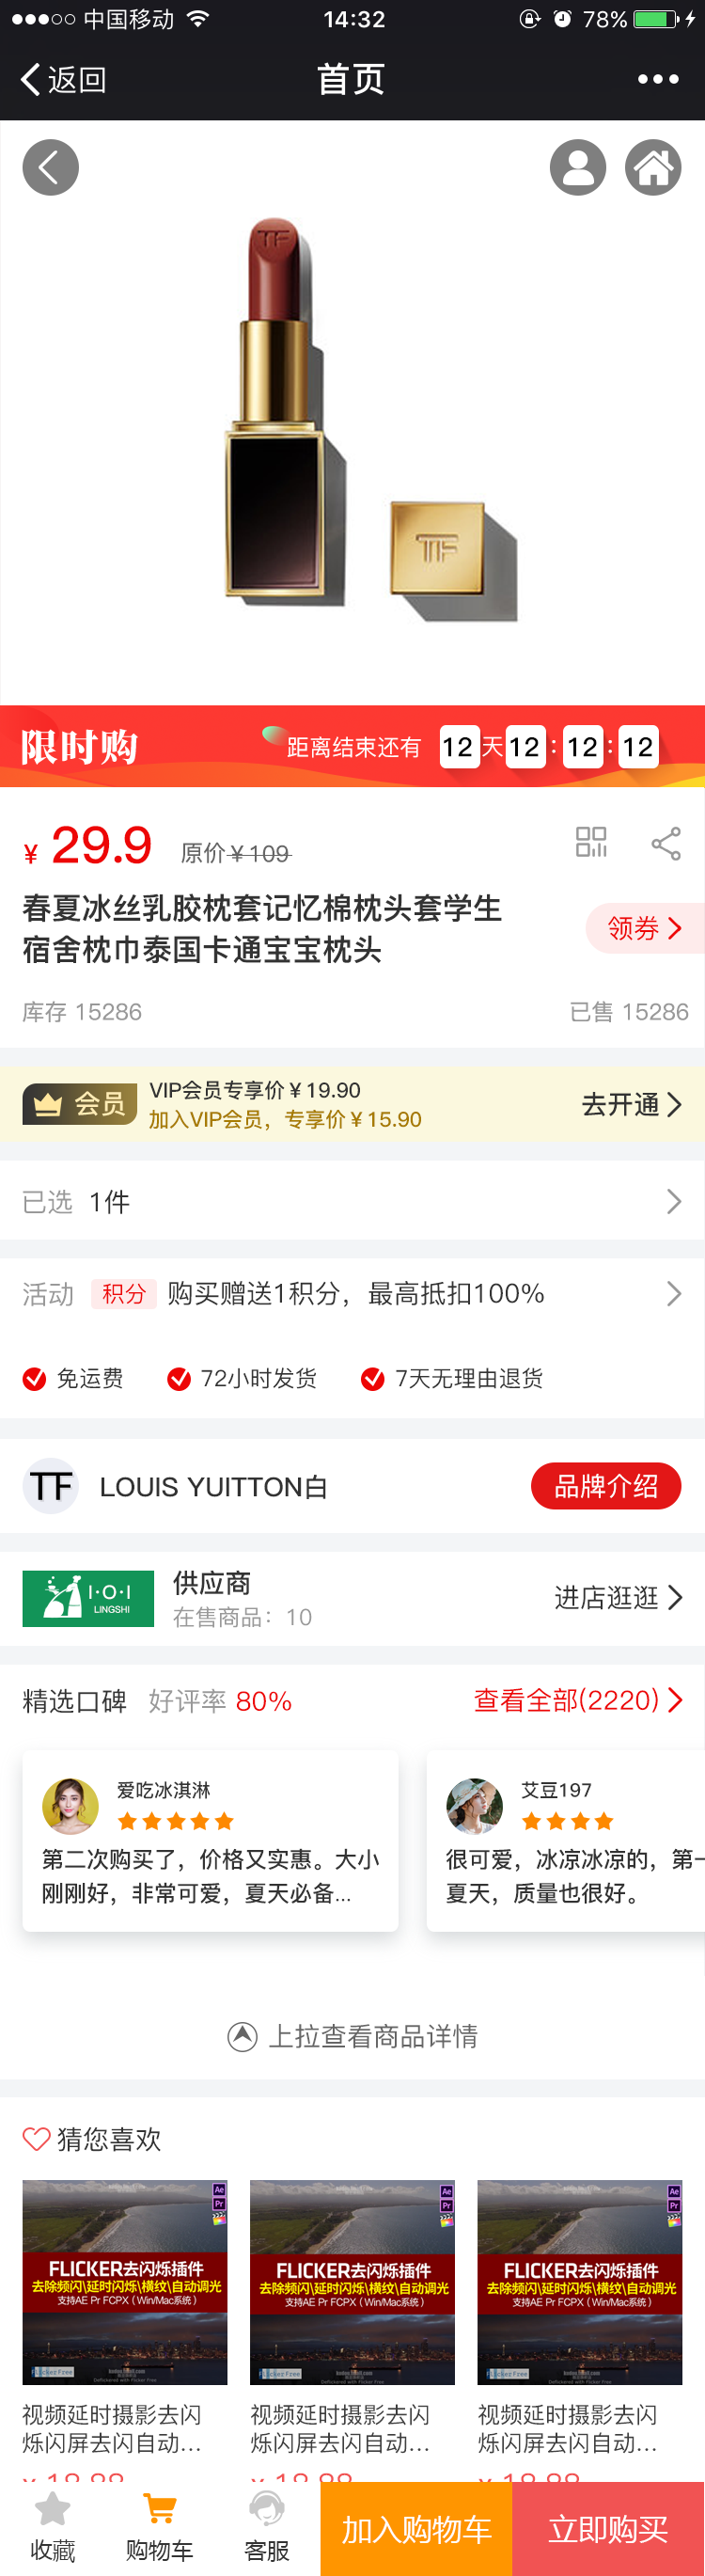 中国移动
14:32
78%
返回
首页
TF
TF
限时购
距离结束还有 12 天 12 : 12 : 12
¥ 29.9 原价¥109
春夏冰丝乳胶枕套记忆棉枕头套学生
宿舍枕巾泰国卡通宝宝枕头
领券
库存 15286
已售 15286
会员
VIP会员专享价¥19.90
加入VIP会员，专享价¥15.90
去开通
已选 1件
活动 积分 购买赠送1积分，最高抵扣100%
免运费 72小时发货 7天无理由退货
TF LOUIS YUITTON白 品牌介绍
I·O·I
LINGSHI
供应商
在售商品：10
进店逛逛
精选口碑 好评率 80% 查看全部(2220)
爱吃冰淇淋
第二次购买了，价格又实惠。大小
刚刚好，非常可爱，夏天必备...
艾豆197
很可爱，冰凉冰凉的，第一
夏天，质量也很好。
上拉查看商品详情
猜您喜欢
Ae
Pr
FLICKER去闪烁插件
去除频闪\延时闪烁\横纹\自动调光
支持AE Pr FCPX（Win/Mac系统）
Flicker Free
Ae
Pr
FLICKER去闪烁插件
去除频闪\延时闪烁\横纹\自动调光
支持AE Pr FCPX（Win/Mac系统）
Flicker Free
Ae
Pr
FLICKER去闪烁插件
去除频闪\延时闪烁\横纹\自动调光
支持AE Pr FCPX（Win/Mac系统）
Flicker Free
视频延时摄影去闪
烁闪屏去闪自动...
视频延时摄影去闪
烁闪屏去闪自动...
视频延时摄影去闪
烁闪屏去闪自动...
收藏
购物车
客服
加入购物车
立即购买